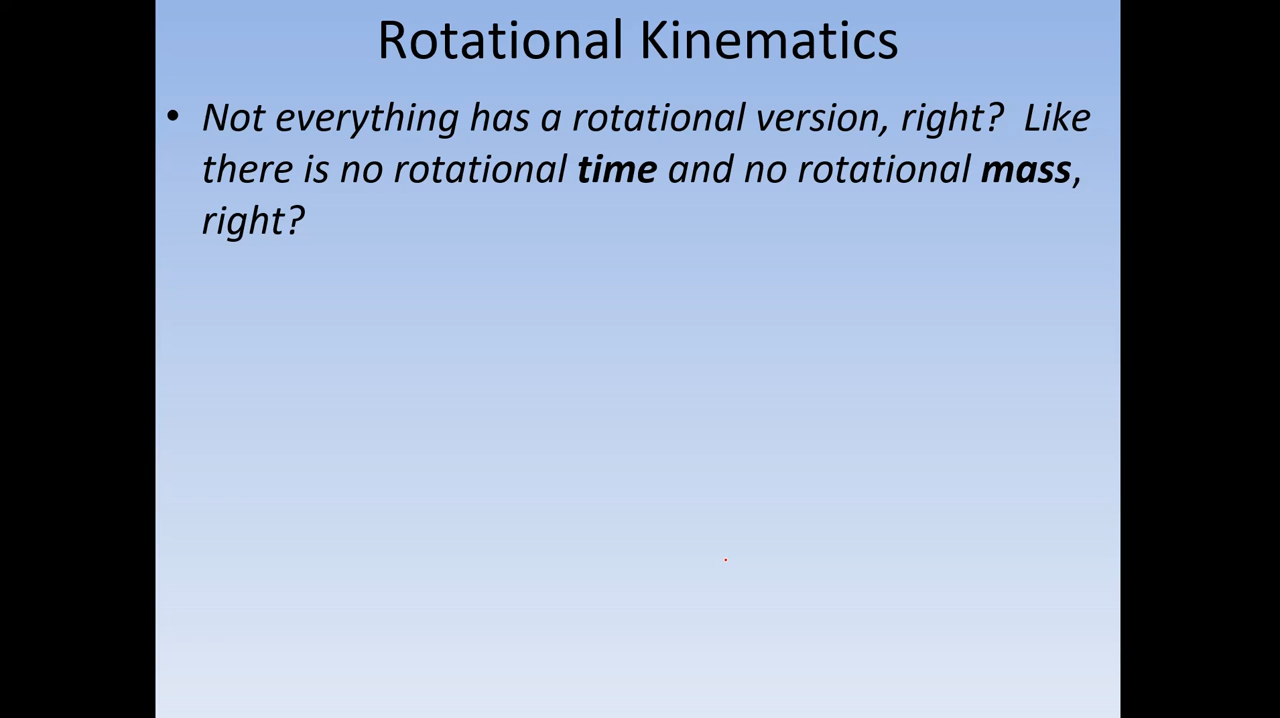 Rotational Kinematics
• Not everything has a rotational version, right?  Like
there is no rotational time and no rotational mass,
right?